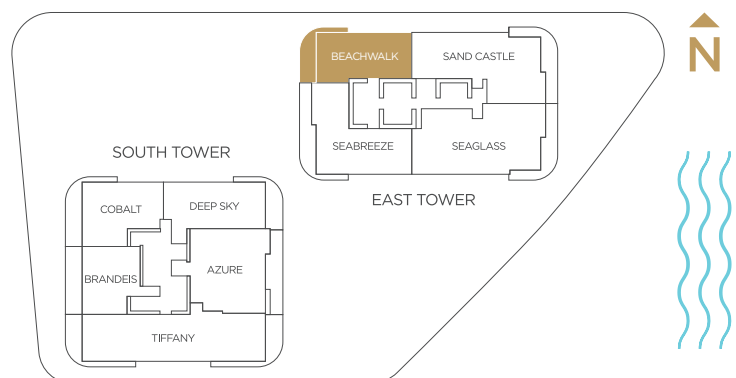 BEACHWALK
SAND CASTLE
N
SEABREEZE
SEAGLASS
EAST TOWER
SOUTH TOWER
COBALT
DEEP SKY
BRANDEIS
AZURE
TIFFANY